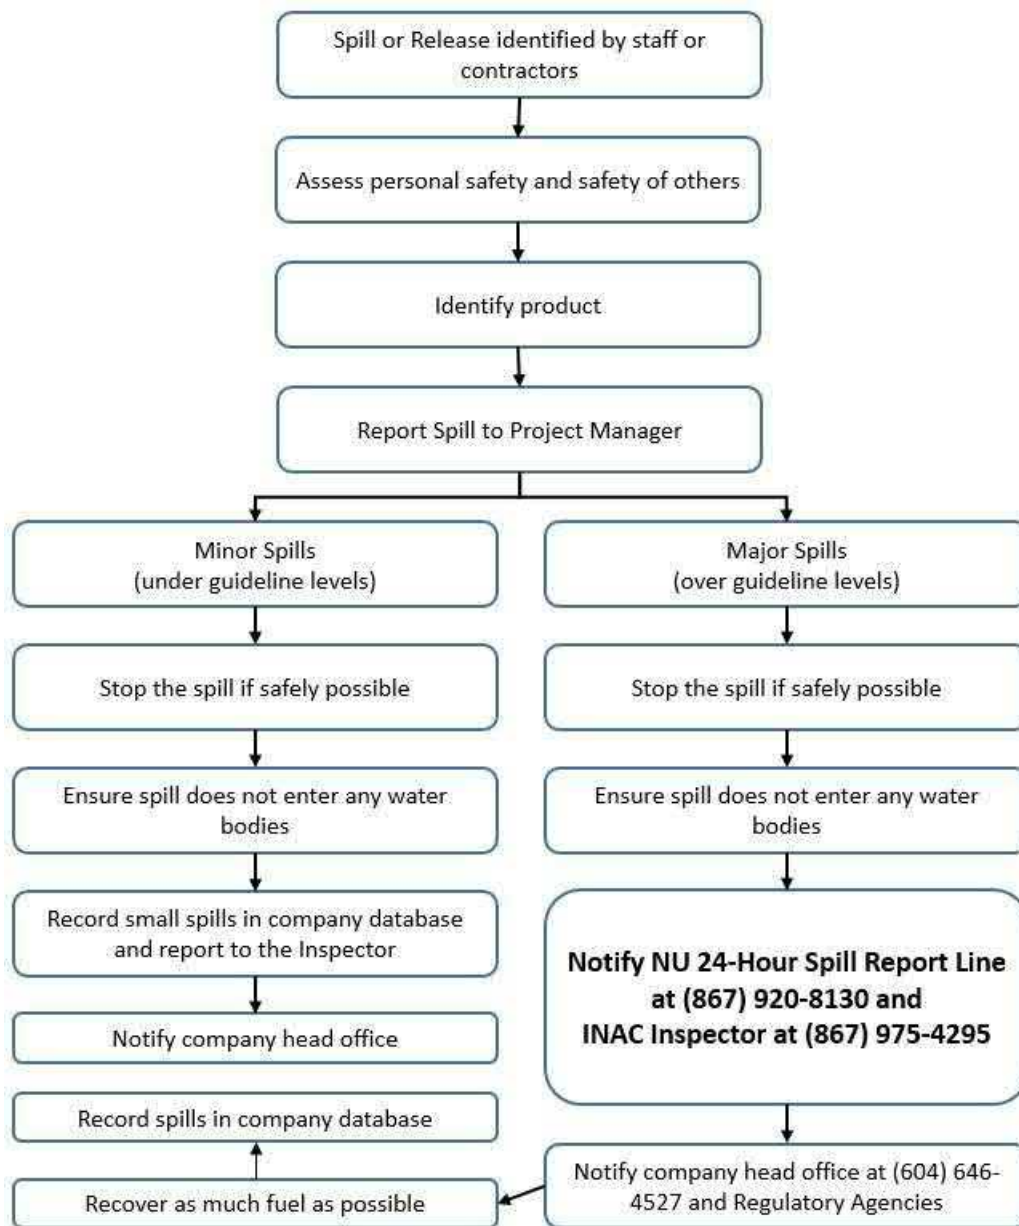 Spill or Release identified by staff or
contractors
Assess personal safety and safety of others
Identify product
Report Spill to Project Manager
Minor Spills
(under guideline levels)
Major Spills
(over guideline levels)
Stop the spill if safely possible
Stop the spill if safely possible
Ensure spill does not enter any water
bodies
Ensure spill does not enter any water
bodies
Record small spills in company database
and report to the Inspector
Notify NU 24-Hour Spill Report Line
at (867) 920-8130 and
INAC Inspector at (867) 975-4295
Notify company head office
Record spills in company database
Notify company head office at (604) 646-
4527 and Regulatory Agencies
Recover as much fuel as possible